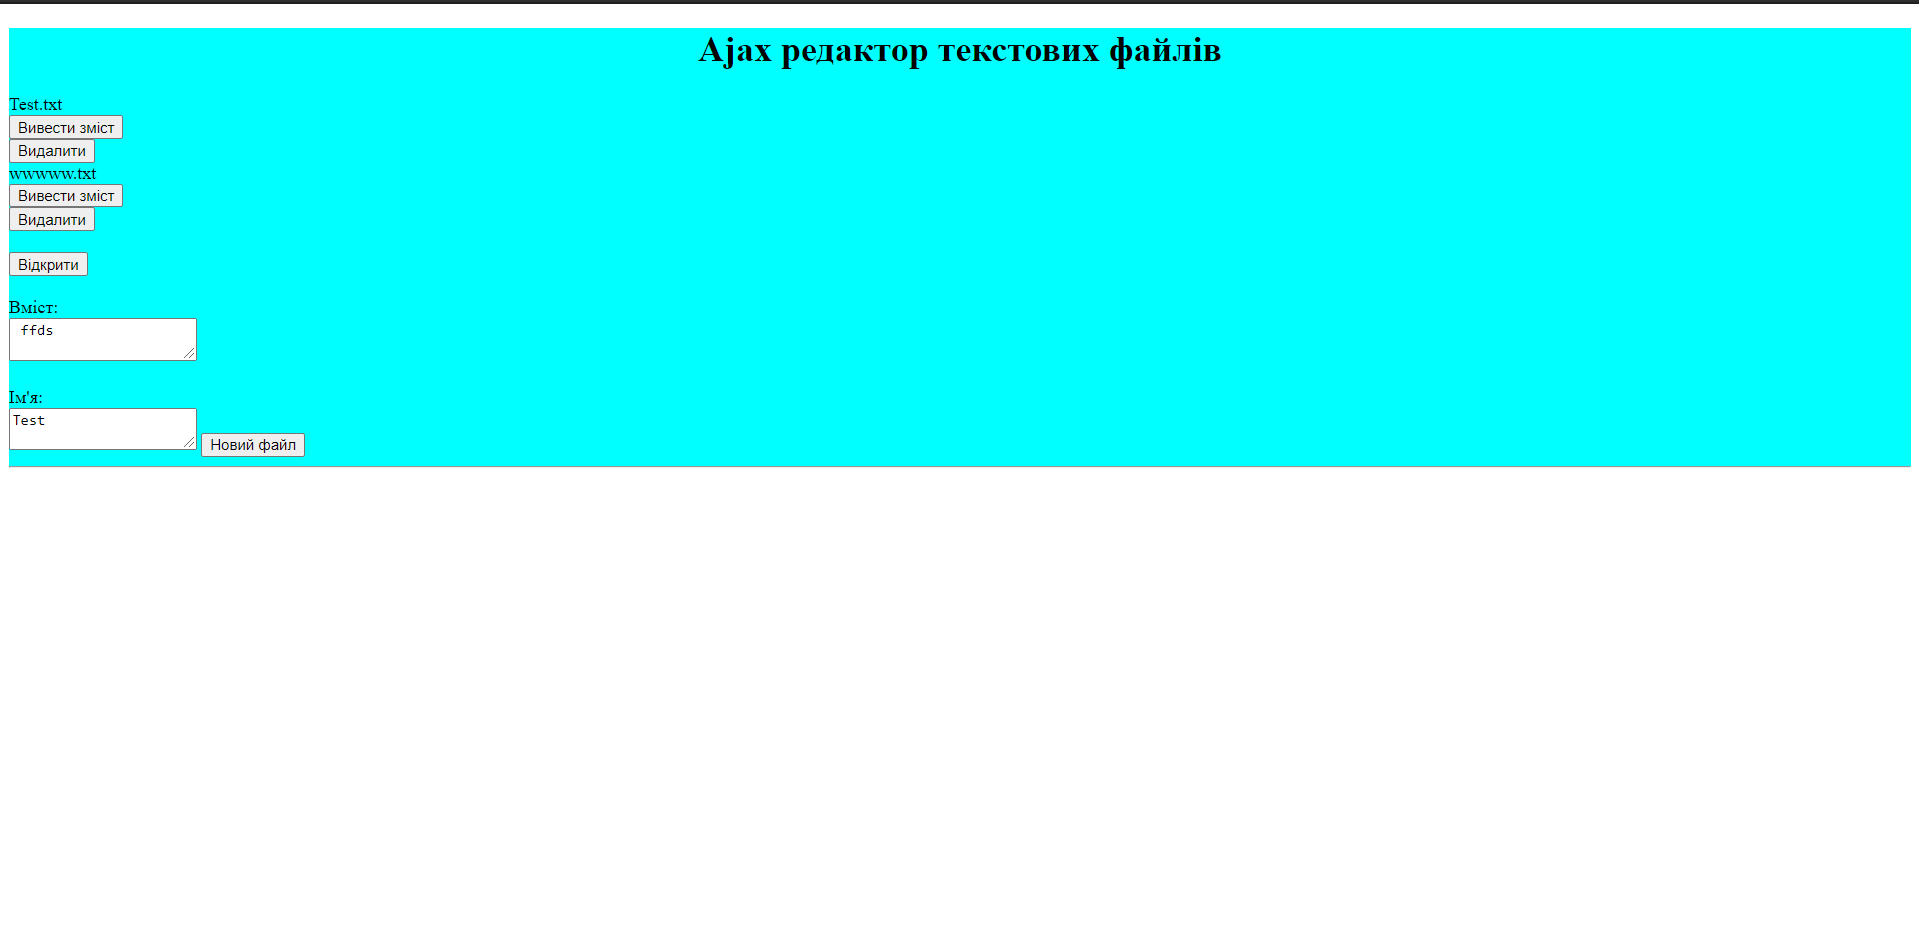 Ajax редактор текстових файлів
Test.txt
Вивести зміст
Видалити
wwwww.txt
Вивести зміст
Видалити
Відкрити
Вміст:
ffds
Ім'я:
Test
Новий файл